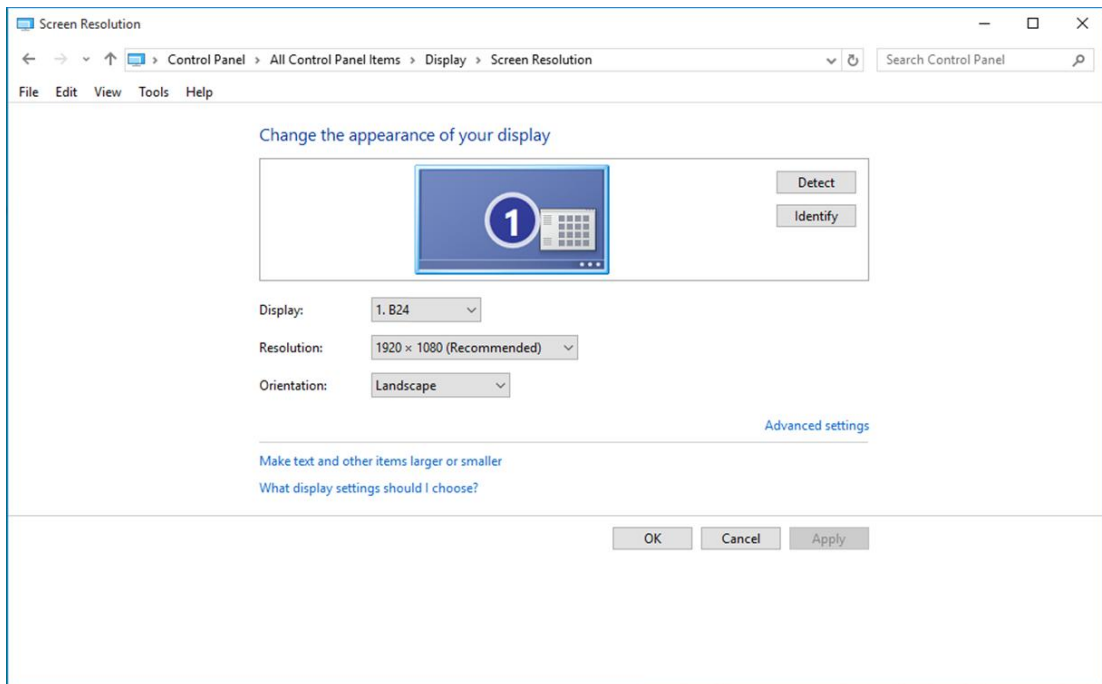 Screen Resolution
Control Panel > All Control Panel Items > Display > Screen Resolution
Search Control Panel
File Edit View Tools Help
Change the appearance of your display
1
Detect
Identify
Display: 1. B24
Resolution: 1920 × 1080 (Recommended)
Orientation: Landscape
Advanced settings
Make text and other items larger or smaller
What display settings should I choose?
OK Cancel Apply